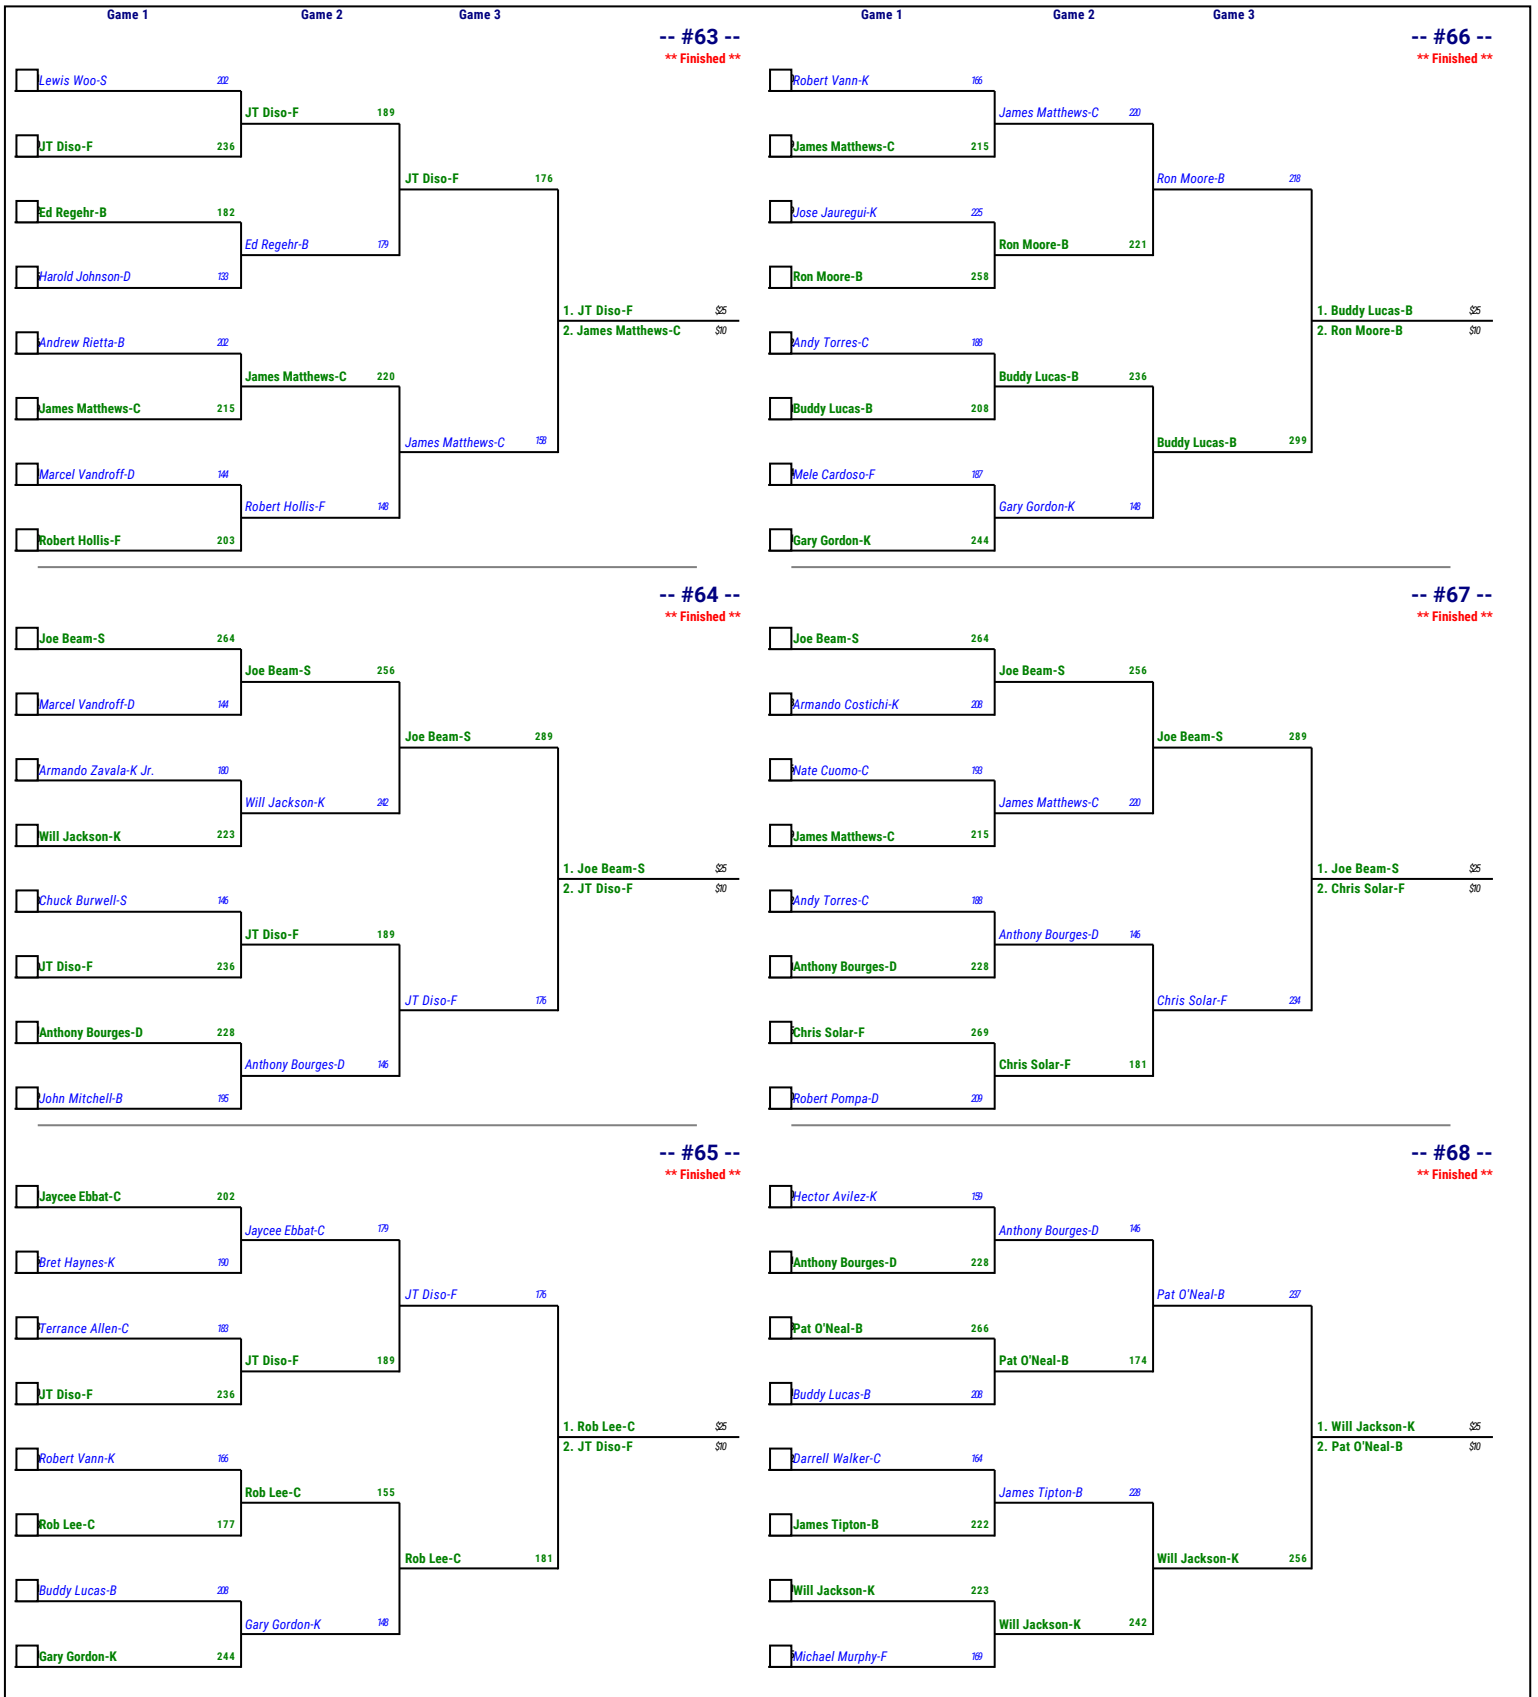 Game 1 Game 2 Game 3
-- #63 --
** Finished **
Lewis Woo-S 202
JT Diso-F 189
JT Diso-F 236
JT Diso-F 176
Ed Regehr-B 182
Ed Regehr-B 179
Harold Johnson-D 133
1. JT Diso-F $25
2. James Matthews-C $10
Andrew Rietta-B 202
James Matthews-C 220
James Matthews-C 215
James Matthews-C 158
Marcel Vandroff-D 144
Robert Hollis-F 148
Robert Hollis-F 203
-- #64 --
** Finished **
Joe Beam-S 264
Joe Beam-S 256
Marcel Vandroff-D 144
Joe Beam-S 289
Armando Zavala-K Jr. 180
Will Jackson-K 242
Will Jackson-K 223
1. Joe Beam-S $25
2. JT Diso-F $10
Chuck Burwell-S 146
JT Diso-F 189
JT Diso-F 236
JT Diso-F 176
Anthony Bourges-D 228
Anthony Bourges-D 146
John Mitchell-B 195
-- #65 --
** Finished **
Jaycee Ebbat-C 202
Jaycee Ebbat-C 179
Bret Haynes-K 190
JT Diso-F 176
Terrance Allen-C 183
JT Diso-F 189
JT Diso-F 236
1. Rob Lee-C $25
2. JT Diso-F $10
Robert Vann-K 166
Rob Lee-C 155
Rob Lee-C 177
Rob Lee-C 181
Buddy Lucas-B 208
Gary Gordon-K 148
Gary Gordon-K 244
Game 1 Game 2 Game 3
-- #66 --
** Finished **
Robert Vann-K 166
James Matthews-C 220
James Matthews-C 215
Ron Moore-B 218
Jose Jauregui-K 225
Ron Moore-B 221
Ron Moore-B 258
1. Buddy Lucas-B $25
2. Ron Moore-B $10
Andy Torres-C 188
Buddy Lucas-B 236
Buddy Lucas-B 208
Buddy Lucas-B 299
Mele Cardoso-F 187
Gary Gordon-K 148
Gary Gordon-K 244
-- #67 --
** Finished **
Joe Beam-S 264
Joe Beam-S 256
Armando Costichi-K 208
Joe Beam-S 289
Nate Cuomo-C 193
James Matthews-C 220
James Matthews-C 215
1. Joe Beam-S $25
2. Chris Solar-F $10
Andy Torres-C 188
Anthony Bourges-D 146
Anthony Bourges-D 228
Chris Solar-F 234
Chris Solar-F 269
Chris Solar-F 181
Robert Pompa-D 209
-- #68 --
** Finished **
Hector Avilez-K 159
Anthony Bourges-D 146
Anthony Bourges-D 228
Pat O'Neal-B 237
Pat O'Neal-B 266
Pat O'Neal-B 174
Buddy Lucas-B 208
1. Will Jackson-K $25
2. Pat O'Neal-B $10
Darrell Walker-C 164
James Tipton-B 228
James Tipton-B 222
Will Jackson-K 256
Will Jackson-K 223
Will Jackson-K 242
Michael Murphy-F 169